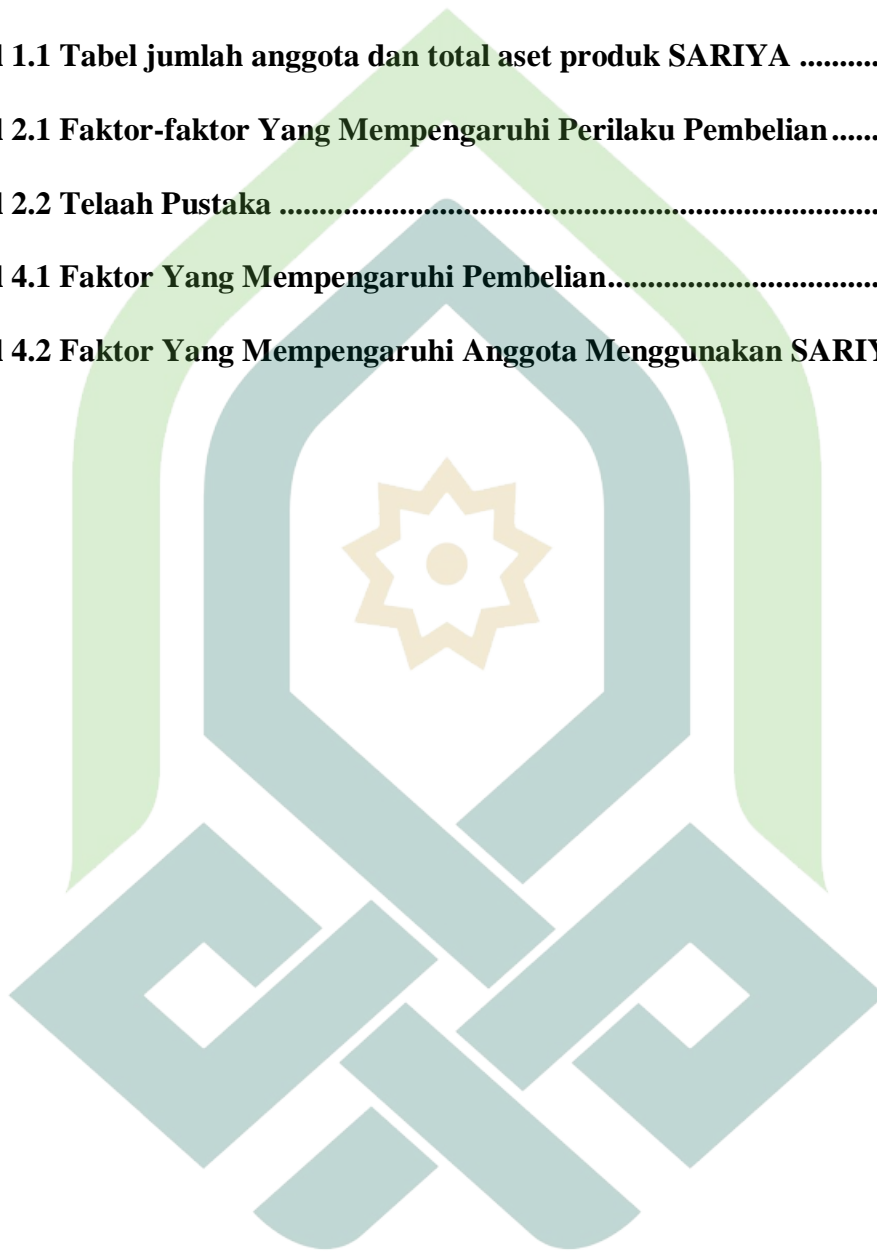 l 1.1 Tabel jumlah anggota dan total aset produk SARIYA ...........
l 2.1 Faktor-faktor Yang Mempengaruhi Perilaku Pembelian ......
l 2.2 Telaah Pustaka ............................................................................
l 4.1 Faktor Yang Mempengaruhi Pembelian..................................
l 4.2 Faktor Yang Mempengaruhi Anggota Menggunakan SARIY